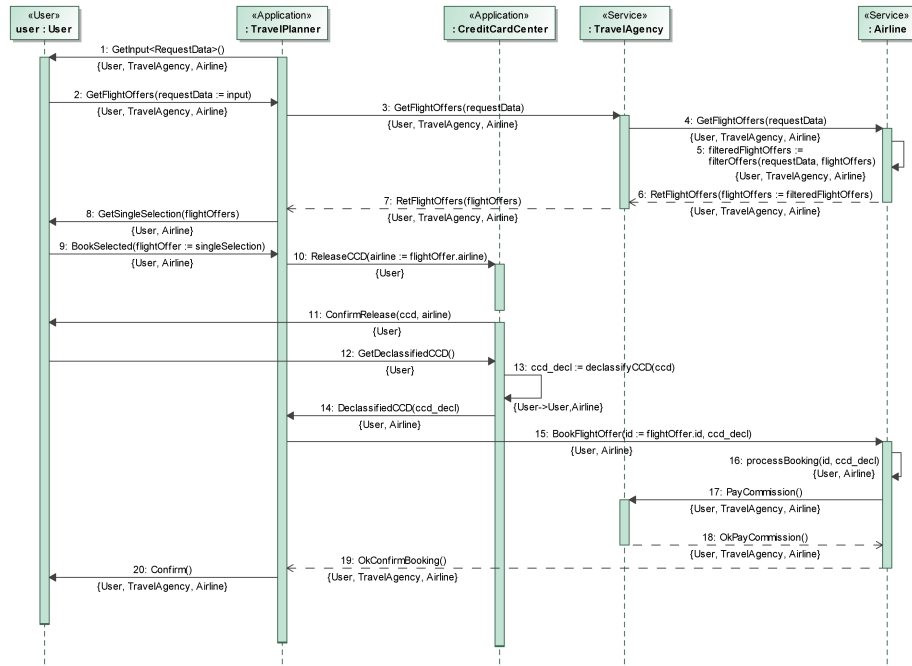 «User»
user : User
«Application»
: TravelPlanner
«Application»
: CreditCardCenter
«Service»
: TravelAgency
«Service»
: Airline
1: GetInput<RequestData>()
{User, TravelAgency, Airline}
2: GetFlightOffers(requestData := input)
{User, TravelAgency, Airline}
3: GetFlightOffers(requestData)
{User, TravelAgency, Airline}
4: GetFlightOffers(requestData)
{User, TravelAgency, Airline}
5: filteredFlightOffers :=
filterOffers(requestData, flightOffers)
{User, TravelAgency, Airline}
6: RetFlightOffers(flightOffers := filteredFlightOffers)
{User, TravelAgency, Airline}
7: RetFlightOffers(flightOffers)
{User, TravelAgency, Airline}
8: GetSingleSelection(flightOffers)
{User, TravelAgency, Airline}
9: BookSelected(flightOffer := singleSelection)
{User, Airline}
10: ReleaseCCD(airline := flightOffer.airline)
{User}
11: ConfirmRelease(ccd, airline)
{User}
12: GetDeclassifiedCCD()
{User}
13: ccd_decl := declassifyCCD(ccd)
{User->User,Airline}
14: DeclassifiedCCD(ccd_decl)
{User, Airline}
15: BookFlightOffer(id := flightOffer.id, ccd_decl)
{User, Airline}
16: processBooking(id, ccd_decl)
{User, Airline}
17: PayCommission()
{User, TravelAgency, Airline}
18: OkPayCommission()
{User, TravelAgency, Airline}
19: OkConfirmBooking()
{User, TravelAgency, Airline}
20: Confirm()
{User, TravelAgency, Airline}